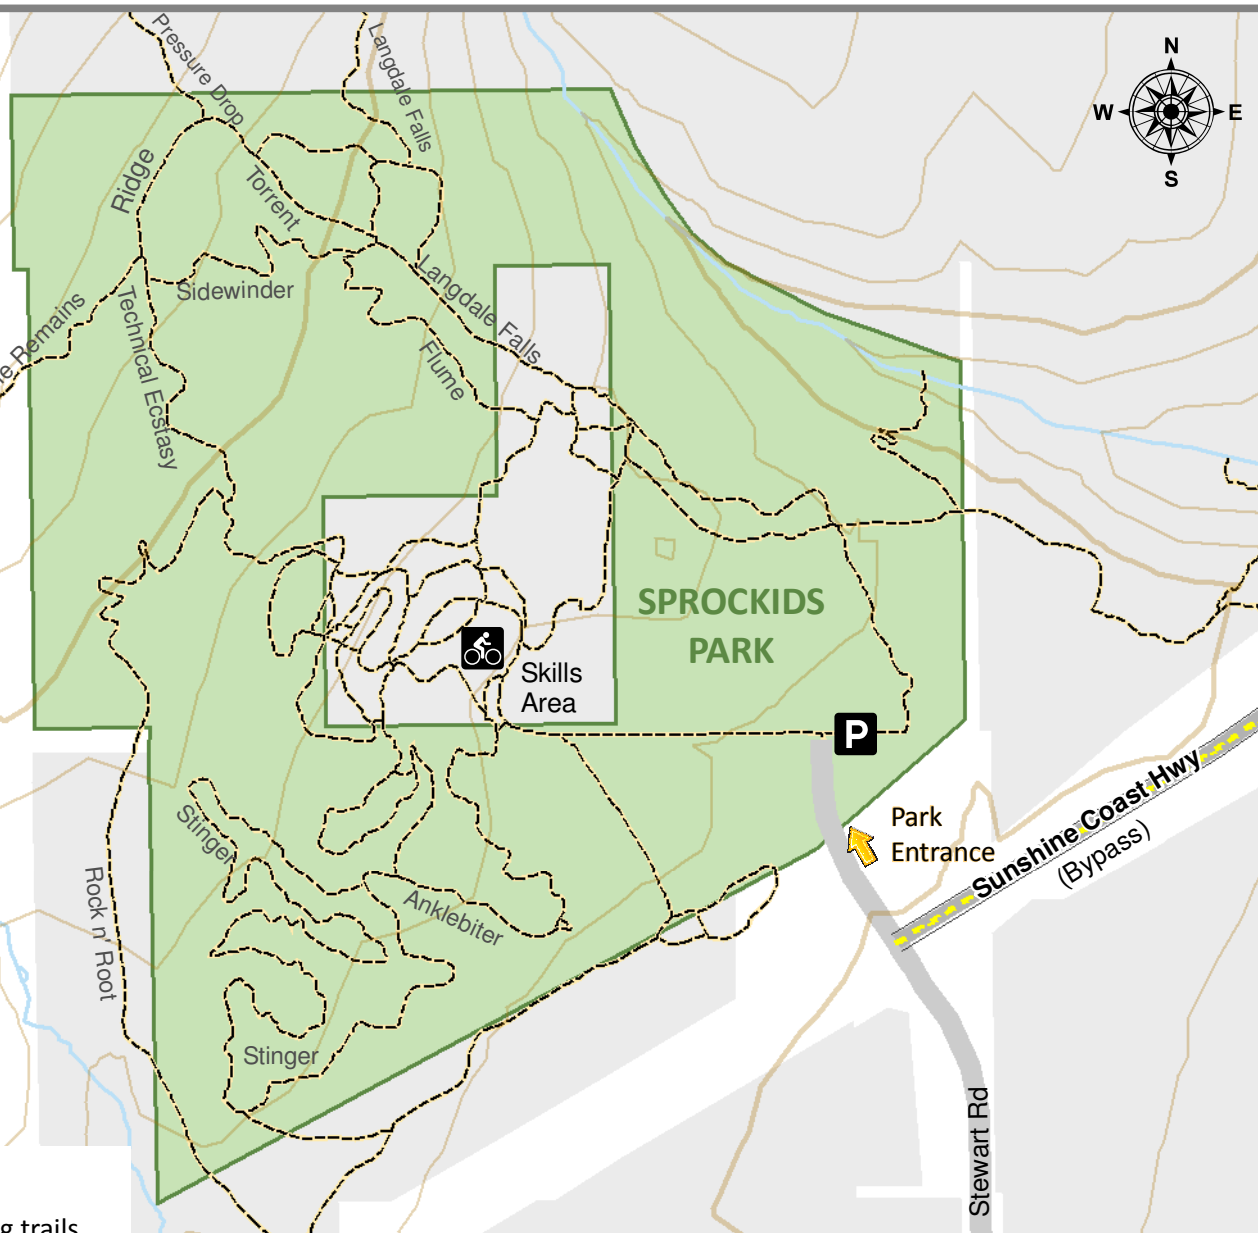 Pressure Drop
Langdale Falls
N
W
E
S
Ridge
Torrent
Sidewinder
Langdale Falls
Remains
Technical Ecstasy
Flume
SPROCKIDS
PARK
Skills
Area
P
Park
Entrance
Sunshine Coast Hwy
(Bypass)
Stinger
Anklebiter
Rock n' Root
Stinger
Stewart Rd
trails